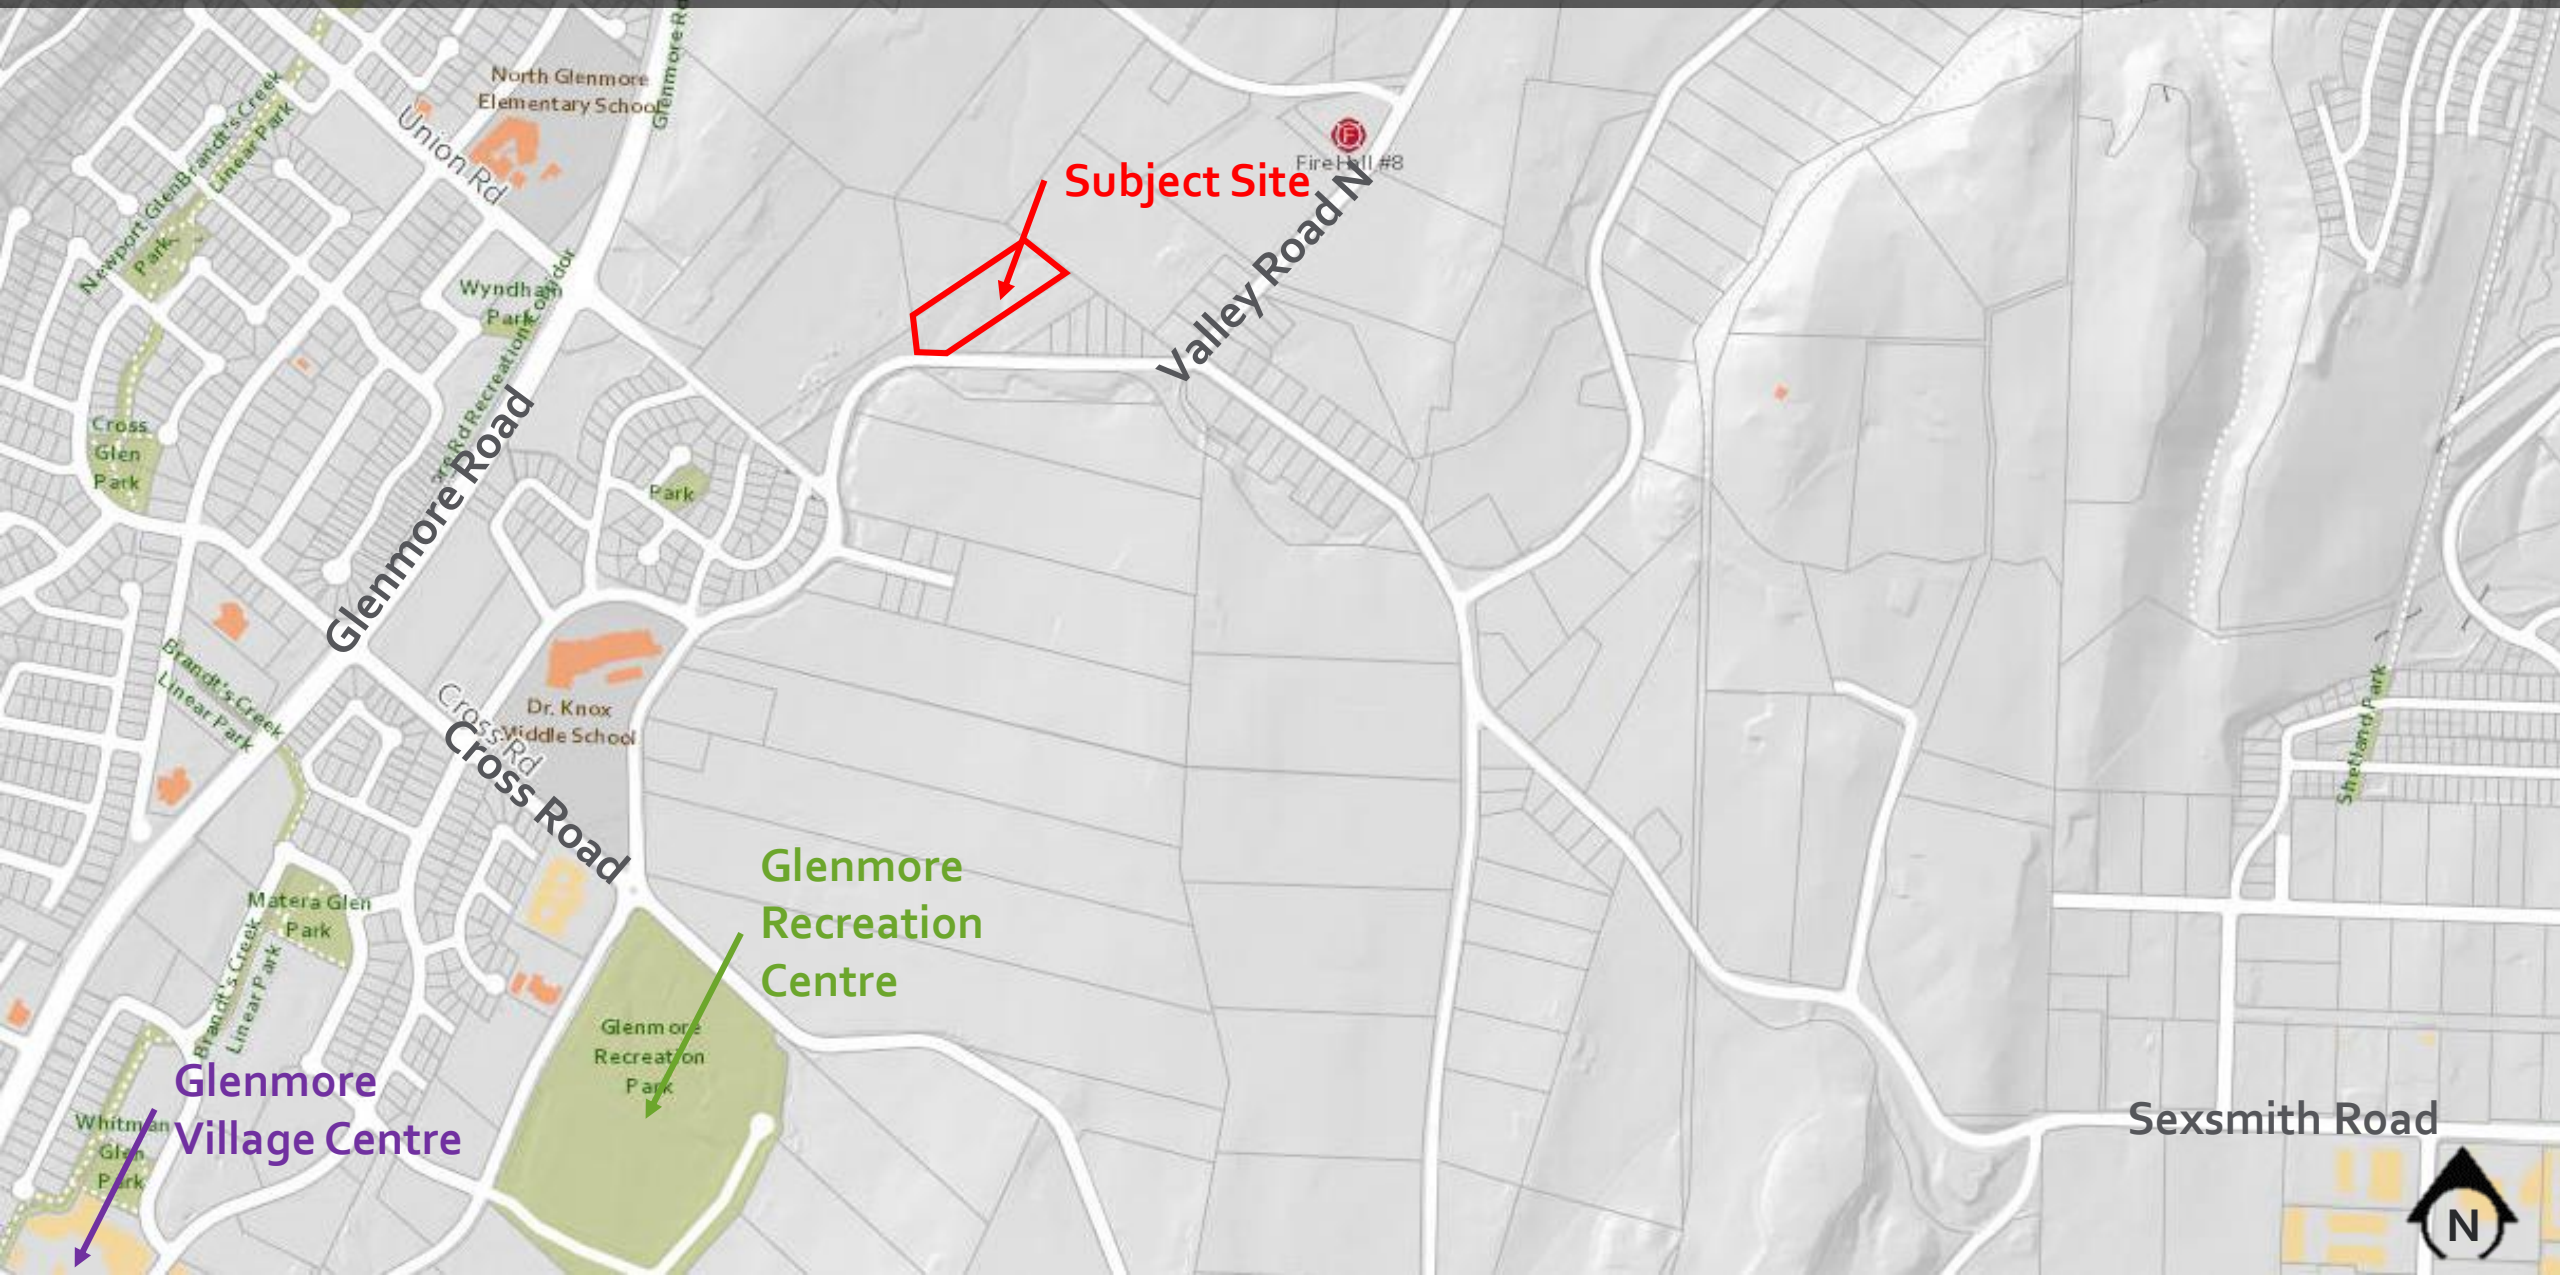 North Glenmore
Elementary School
Glenmore Rd
Union Rd
Brandt's Creek
Linear Park
Newport Glen
Park
Fire Hall #8
Subject Site
Valley Road N
Wyndham
Park
Recreation Corridor
Glenmore Road
Cross
Glen
Park
Park
Brandt's Creek
Linear Park
Cross Rd
Cross Road
Dr. Knox
Middle School
Shetland Park
Glenmore
Recreation
Centre
Matera Glen
Park
Brandt's Creek
Linear Park
Glenmore
Recreation
Park
Glenmore
Village Centre
Whitman
Glen
Park
Sexsmith Road
N